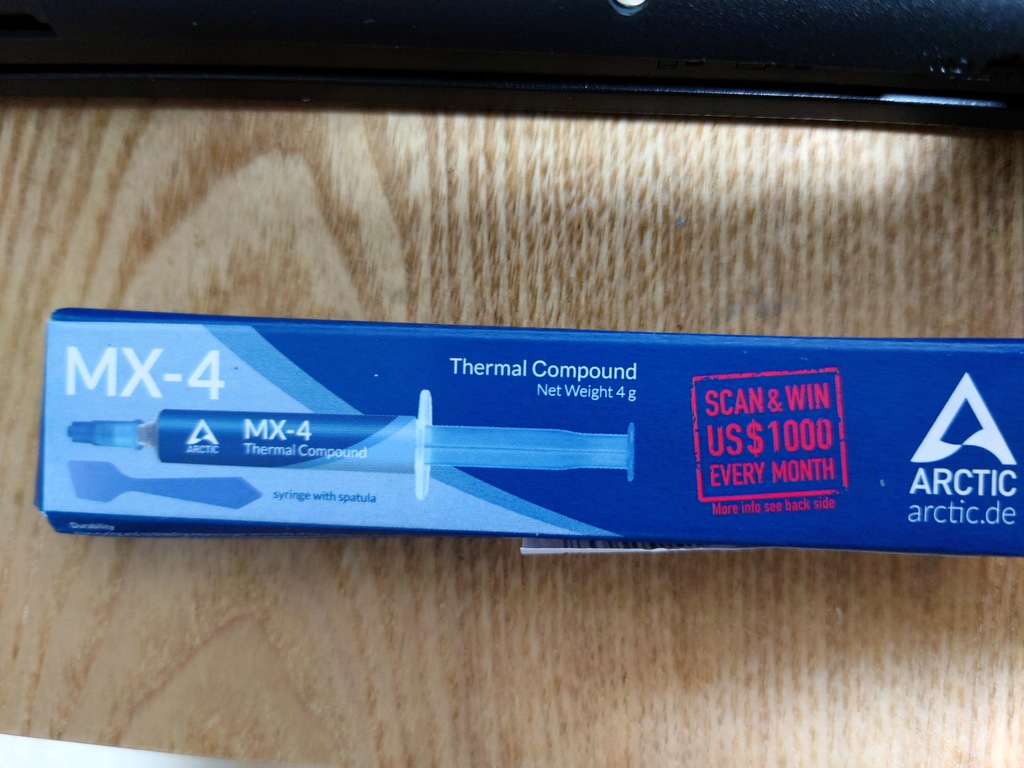 MX-4
Thermal Compound
Net Weight 4 g
ARCTIC
MX-4
Thermal Compound
syringe with spatula
SCAN & WIN
US$1000
EVERY MONTH
More info see back side
ARCTIC
arctic.de
Durability